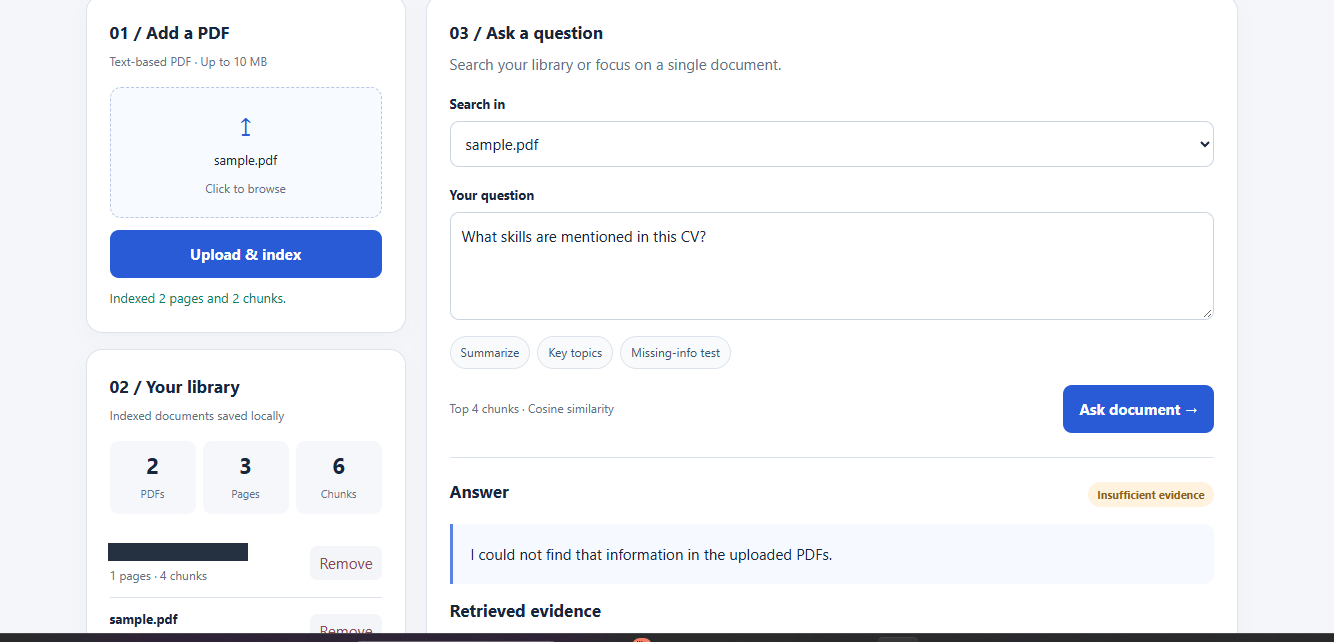 01 / Add a PDF
Text-based PDF · Up to 10 MB
↥
sample.pdf
Click to browse
Upload & index
Indexed 2 pages and 2 chunks.
02 / Your library
Indexed documents saved locally
2
PDFs
3
Pages
6
Chunks
1 pages · 4 chunks
Remove
sample.pdf
Remove
03 / Ask a question
Search your library or focus on a single document.
Search in
sample.pdf
Your question
What skills are mentioned in this CV?
Summarize
Key topics
Missing-info test
Top 4 chunks · Cosine similarity
Ask document →
Answer
Insufficient evidence
I could not find that information in the uploaded PDFs.
Retrieved evidence